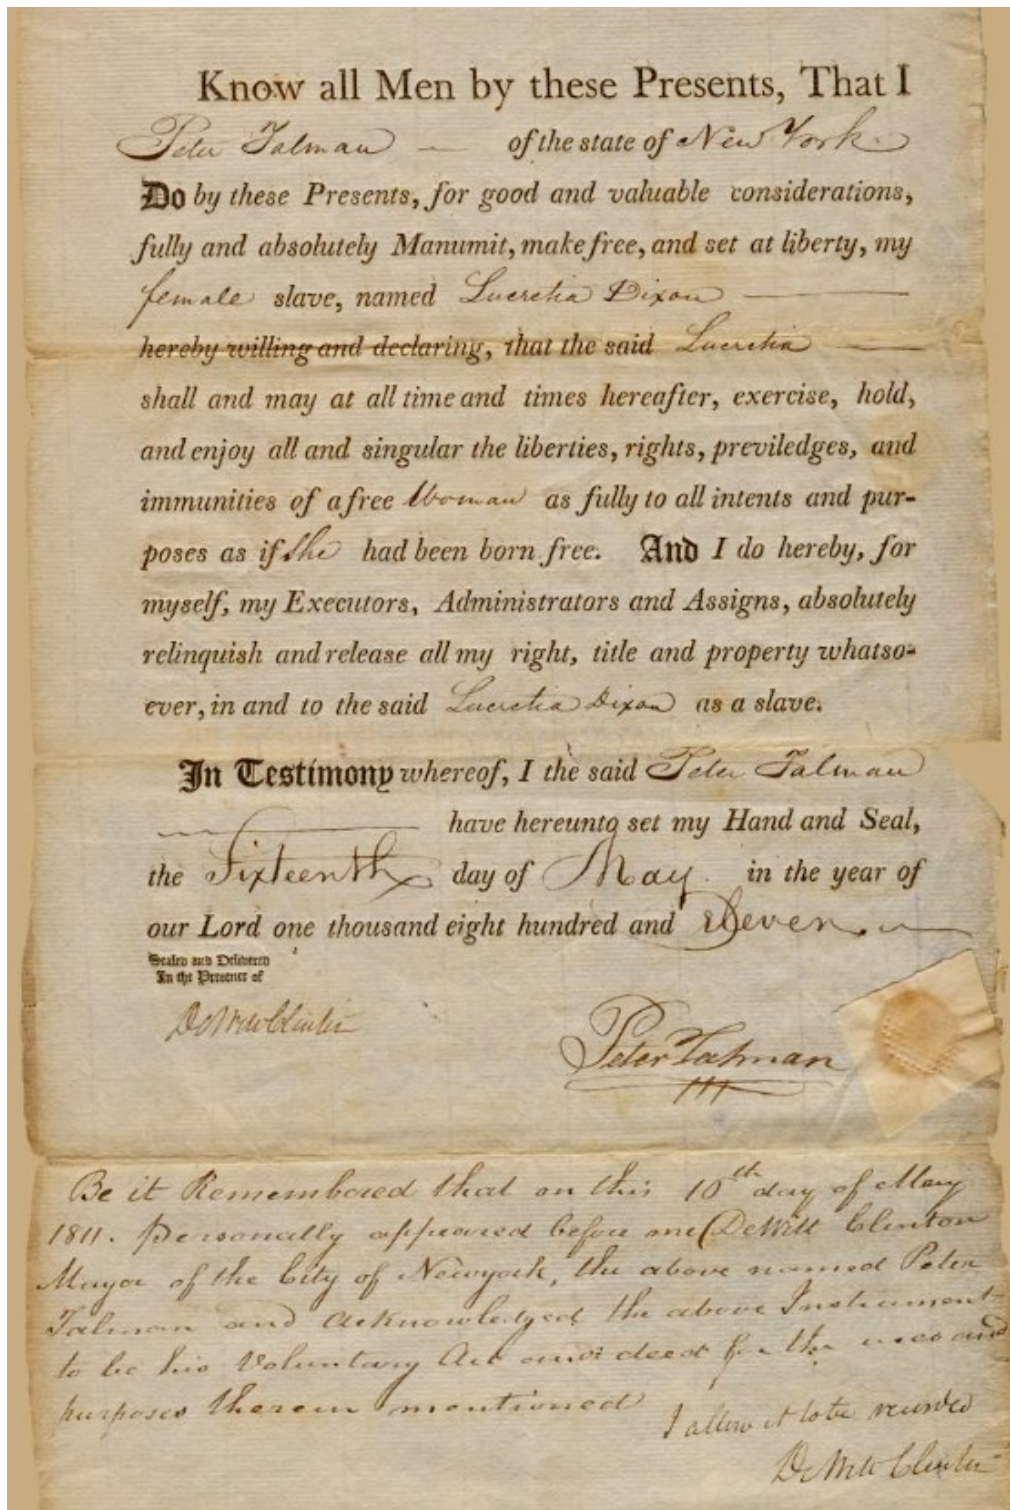 Know all Men by these Presents, That I
Peter Talman — of the state of New York
Do by these Presents, for good and valuable considerations,
fully and absolutely Manumit, make free, and set at liberty, my
female slave, named Lucretia Dixon —
hereby willing and declaring, that the said Lucretia —
shall and may at all time and times hereafter, exercise, hold,
and enjoy all and singular the liberties, rights, previledges, and
immunities of a free Woman as fully to all intents and pur-
poses as if She had been born free. And I do hereby, for
myself, my Executors, Administrators and Assigns, absolutely
relinquish and release all my right, title and property whatso-
ever, in and to the said Lucretia Dixon as a slave.
In Testimony whereof, I the said Peter Talman
— have hereunto set my Hand and Seal,
the Sixteenth day of May in the year of
our Lord one thousand eight hundred and Eleven.
Sealed and Delivered
In the Presence of
DeWitt Clinton
Peter Talman
Be it Remembered that on this 16th day of May
1811. Personally appeared before me (DeWitt Clinton
Mayor of the City of Newyork, the above named Peter
Talman and acknowledged the above Instrument
to be his Voluntary Act and deed for the uses and
purposes therein mentioned
I allow it to be recorded
DeWitt Clinton